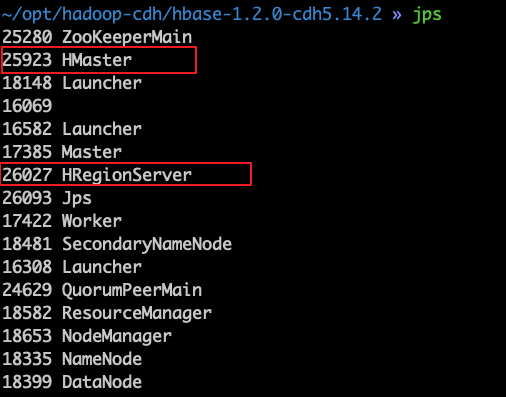 ~/opt/hadoop-cdh/hbase-1.2.0-cdh5.14.2 » jps
25280 ZooKeeperMain
25923 HMaster
18148 Launcher
16069
16582 Launcher
17385 Master
26027 HRegionServer
26093 Jps
17422 Worker
18481 SecondaryNameNode
16308 Launcher
24629 QuorumPeerMain
18582 ResourceManager
18653 NodeManager
18335 NameNode
18399 DataNode